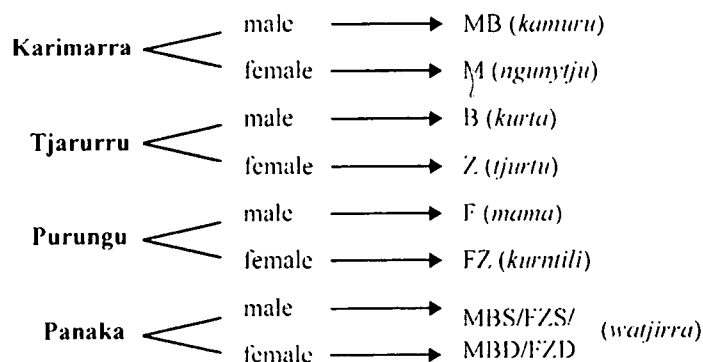 male MB (kamuru)
Karimarra
female M (ngunytju)
male B (kurta)
Tjarurru
female Z (tjurtu)
male F (mama)
Purungu
female FZ (kurntili)
male MBS/FZS/
Panaka (watjirra)
female MBD/FZD